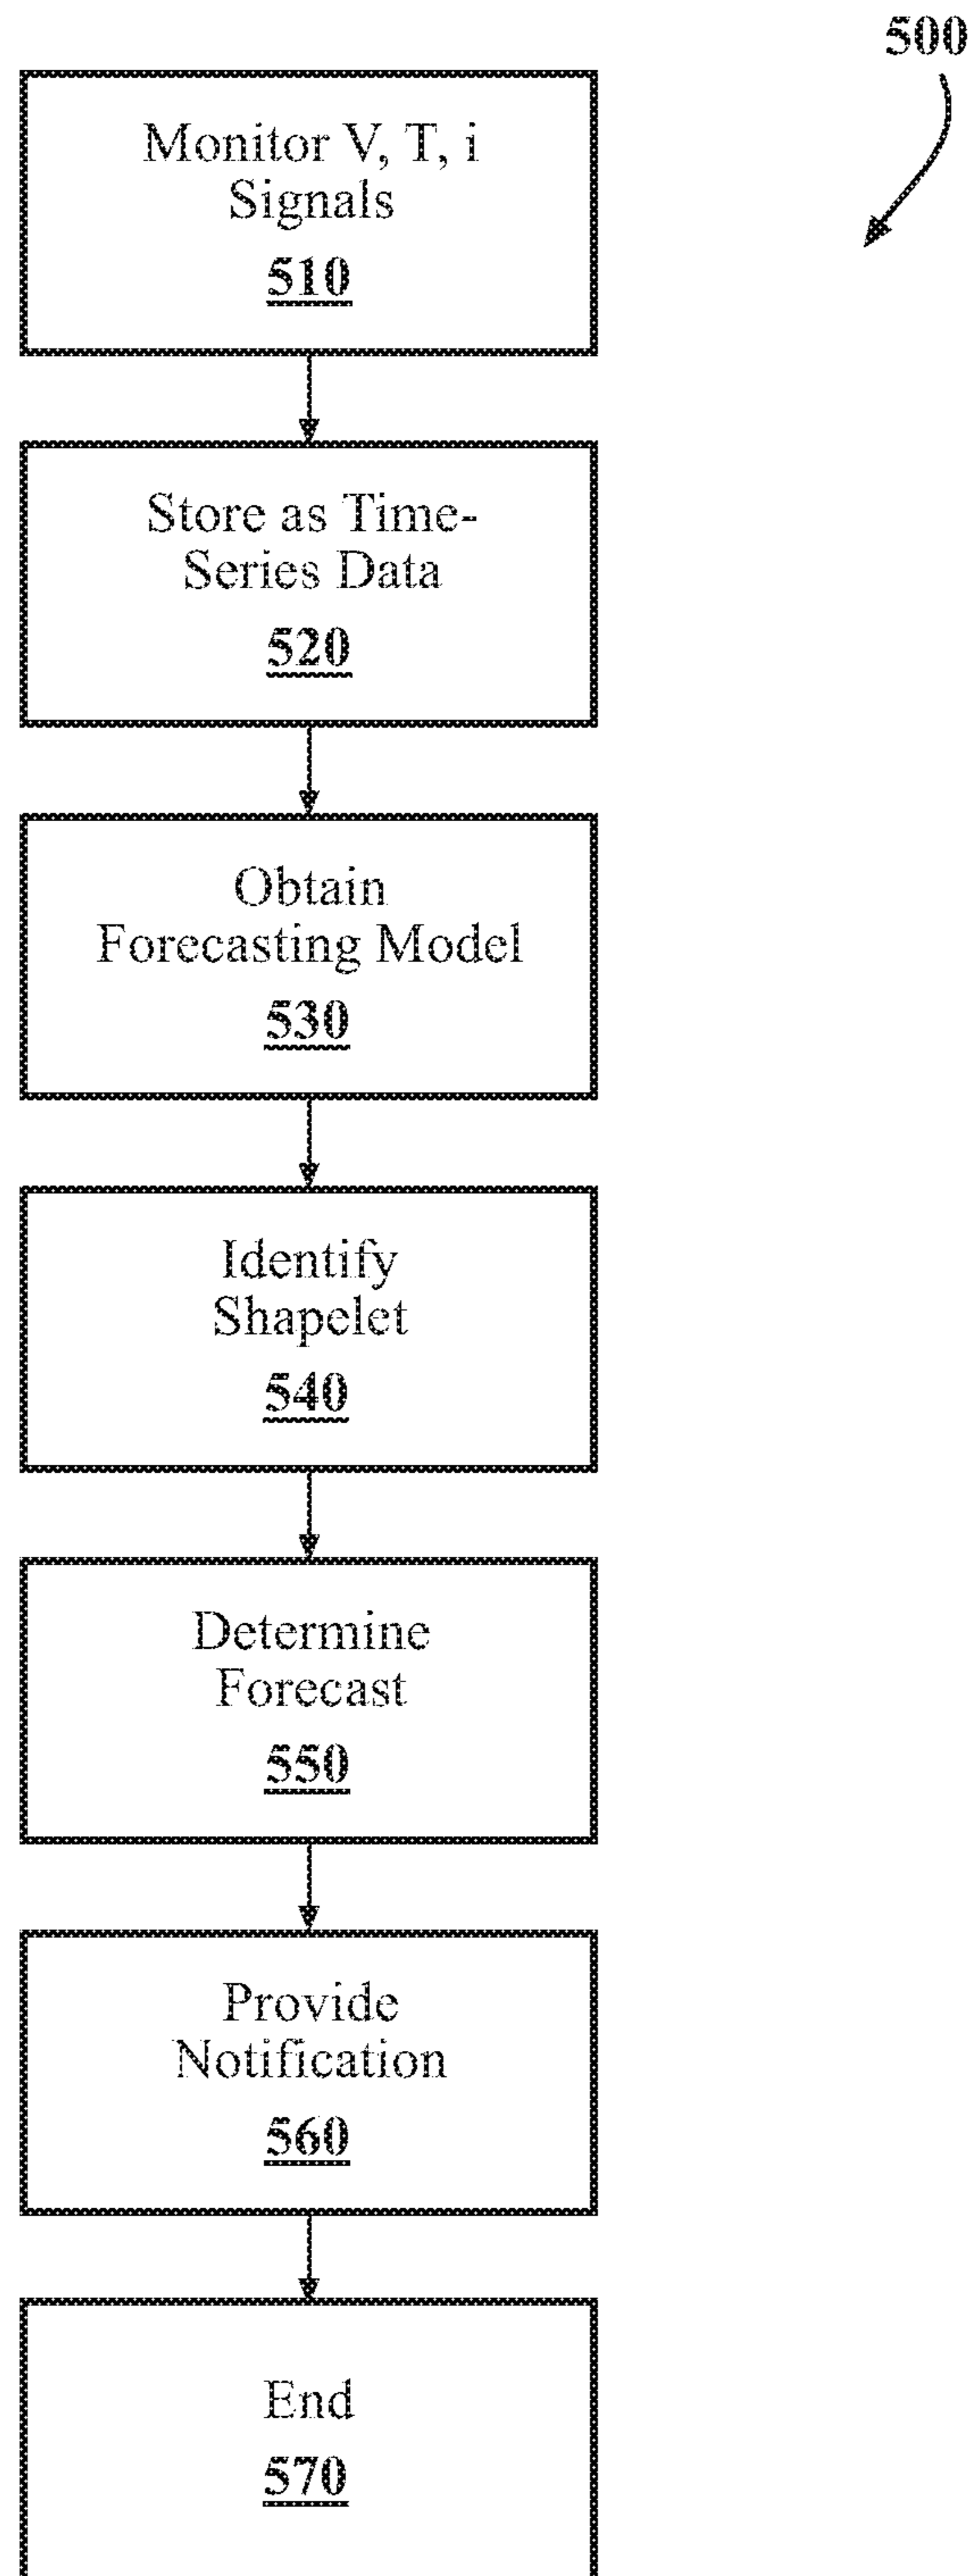 500
Monitor V, T, i
Signals
510
Store as Time-
Series Data
520
Obtain
Forecasting Model
530
Identify
Shapelet
540
Determine
Forecast
550
Provide
Notification
560
End
570